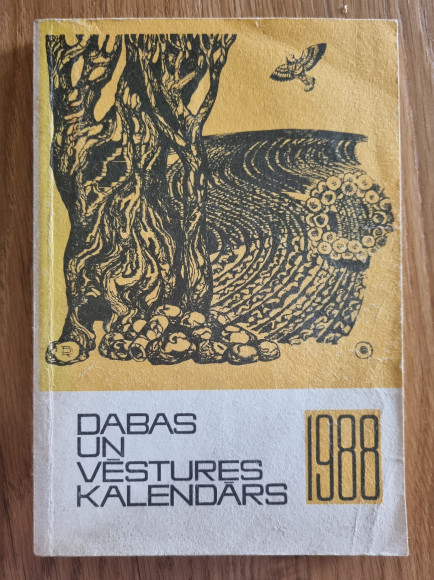 DABAS
UN
VĒSTURES
KALENDĀRS
1988